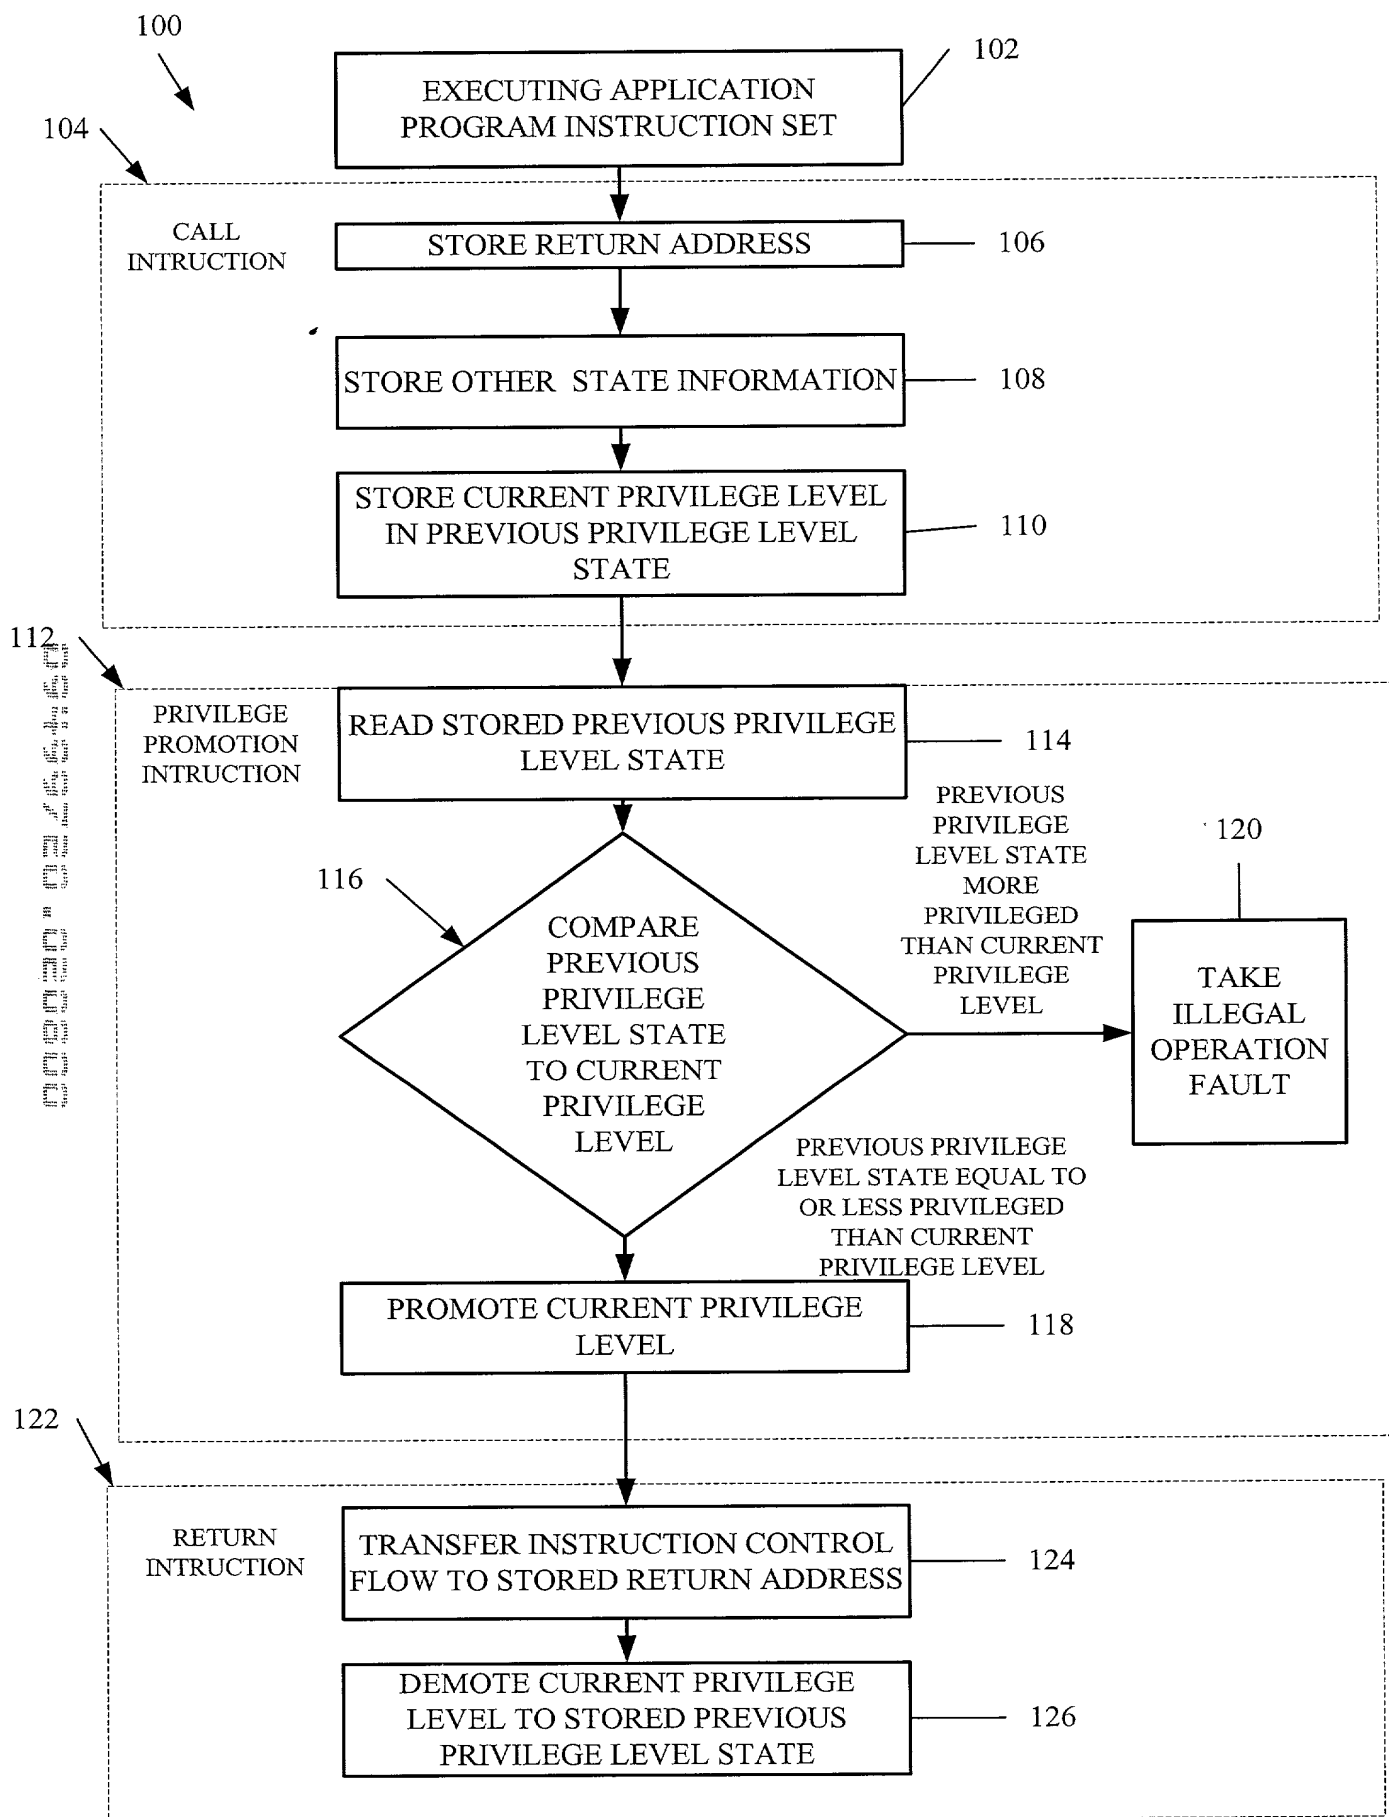 100
102
EXECUTING APPLICATION
PROGRAM INSTRUCTION SET
104
CALL
INTRUCTION
STORE RETURN ADDRESS
106
STORE OTHER STATE INFORMATION
108
STORE CURRENT PRIVILEGE LEVEL
IN PREVIOUS PRIVILEGE LEVEL
STATE
110
112
PRIVILEGE
PROMOTION
INTRUCTION
READ STORED PREVIOUS PRIVILEGE
LEVEL STATE
114
PREVIOUS
PRIVILEGE
LEVEL STATE
MORE
PRIVILEGED
THAN CURRENT
PRIVILEGE
LEVEL
120
116
COMPARE
PREVIOUS
PRIVILEGE
LEVEL STATE
TO CURRENT
PRIVILEGE
LEVEL
TAKE
ILLEGAL
OPERATION
FAULT
PREVIOUS PRIVILEGE
LEVEL STATE EQUAL TO
OR LESS PRIVILEGED
THAN CURRENT
PRIVILEGE LEVEL
PROMOTE CURRENT PRIVILEGE
LEVEL
118
122
RETURN
INTRUCTION
TRANSFER INSTRUCTION CONTROL
FLOW TO STORED RETURN ADDRESS
124
DEMOTE CURRENT PRIVILEGE
LEVEL TO STORED PREVIOUS
PRIVILEGE LEVEL STATE
126